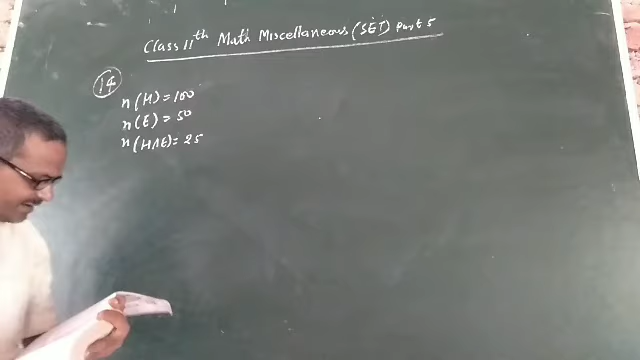 Class 11th Math Miscellaneous (SET) Part 5
14
n(H) = 100
n(E) = 50
n(H∩E) = 25